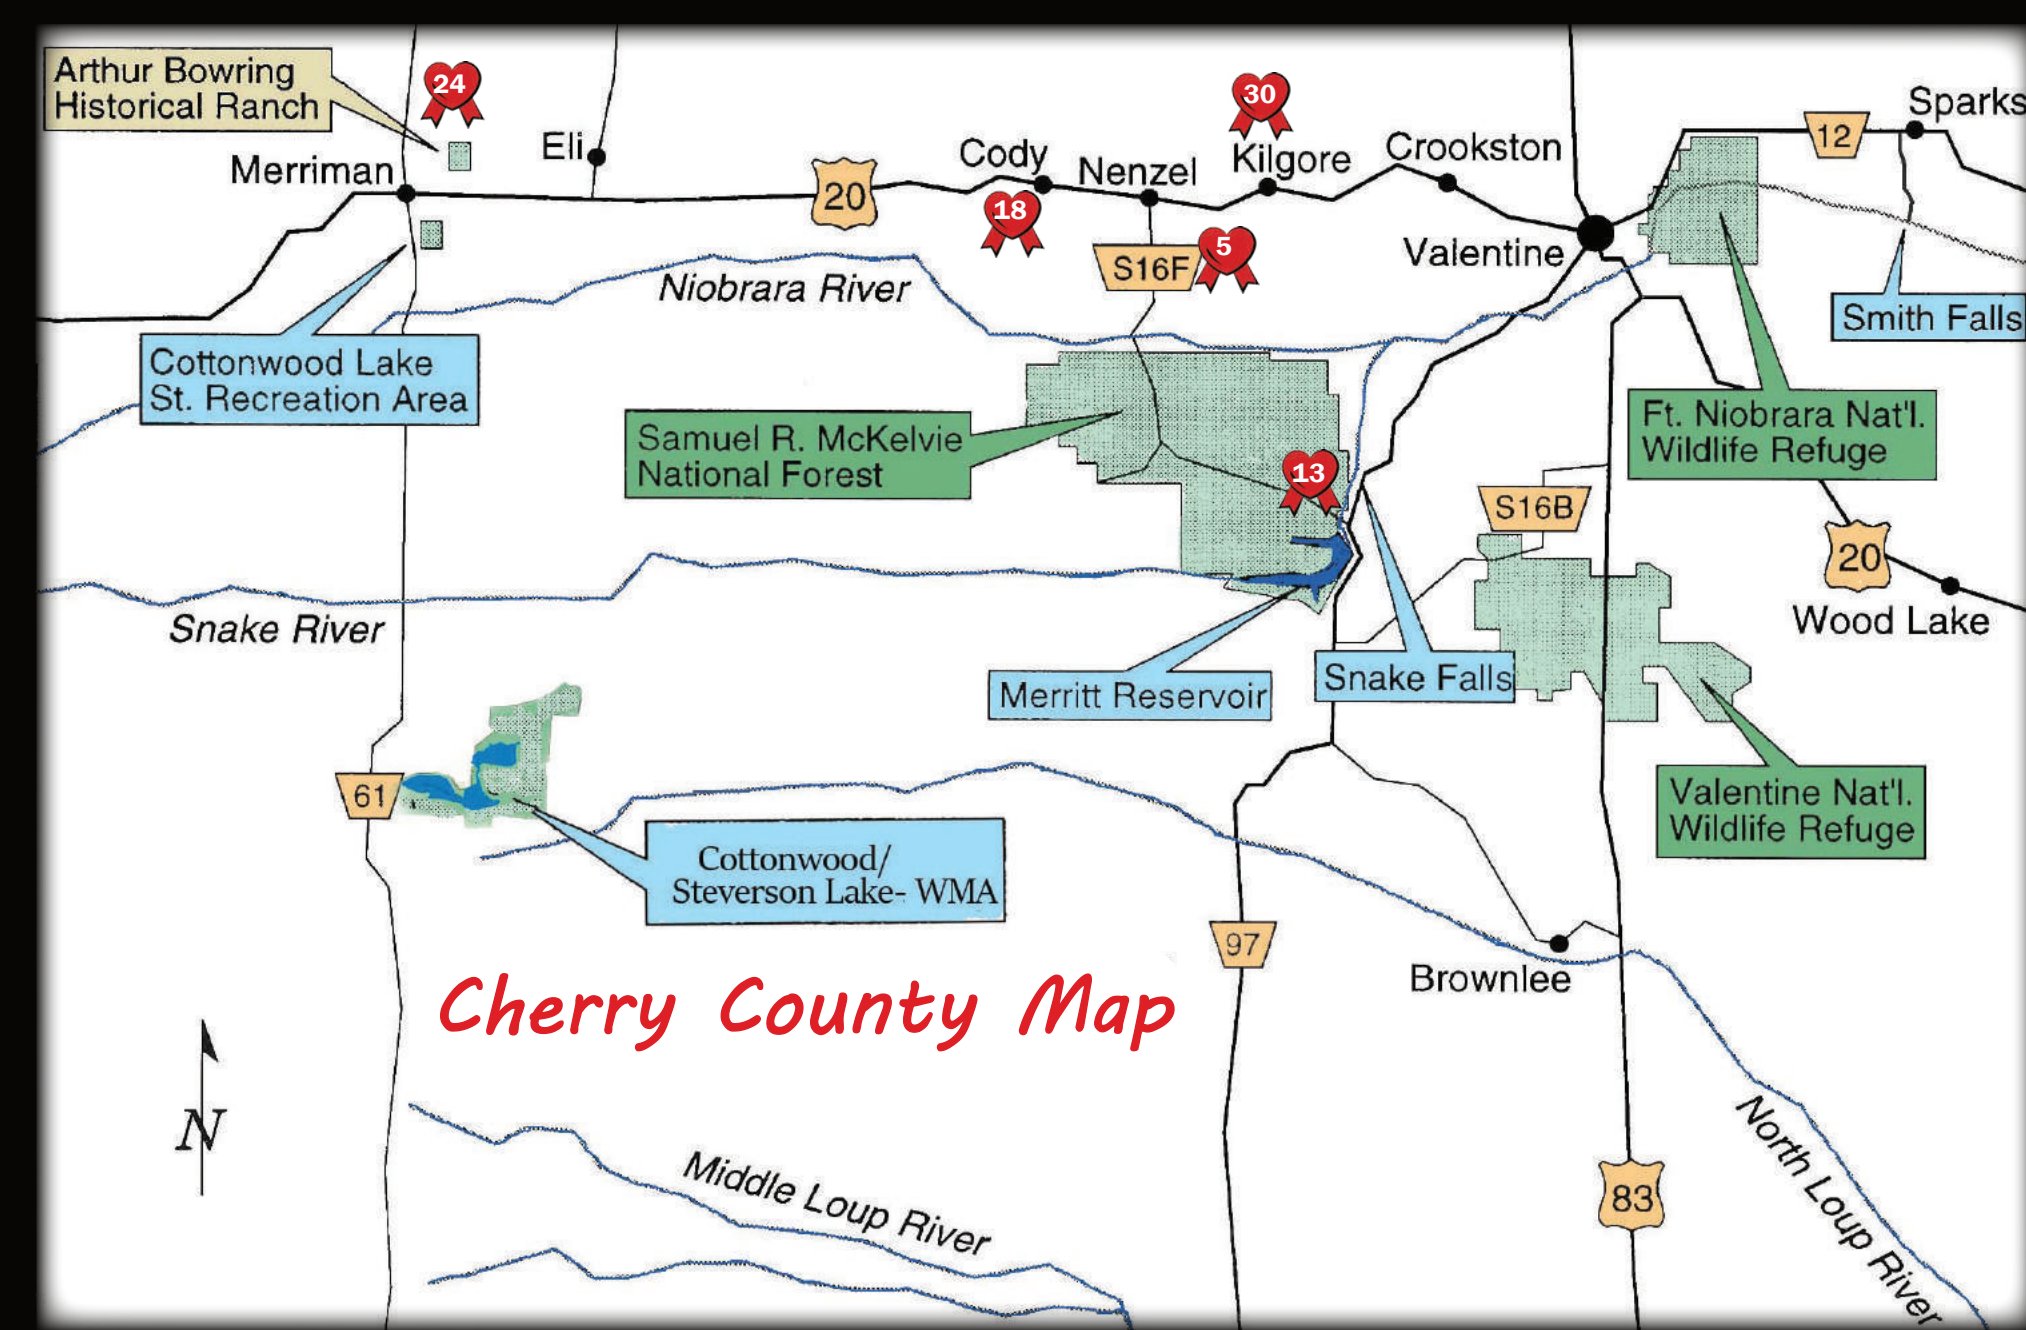 Arthur Bowring
Historical Ranch
24
Merriman
Eli
20
Cody
18
Nenzel
30
Kilgore
Crookston
Valentine
12
Sparks
S16F
5
Niobrara River
Smith Falls
Cottonwood Lake
St. Recreation Area
Samuel R. McKelvie
National Forest
13
Ft. Niobrara Nat'l.
Wildlife Refuge
S16B
20
Wood Lake
Snake River
Merritt Reservoir
Snake Falls
61
Valentine Nat'l.
Wildlife Refuge
Cottonwood/
Steverson Lake- WMA
97
Brownlee
Cherry County Map
N
Middle Loup River
83
North Loup River